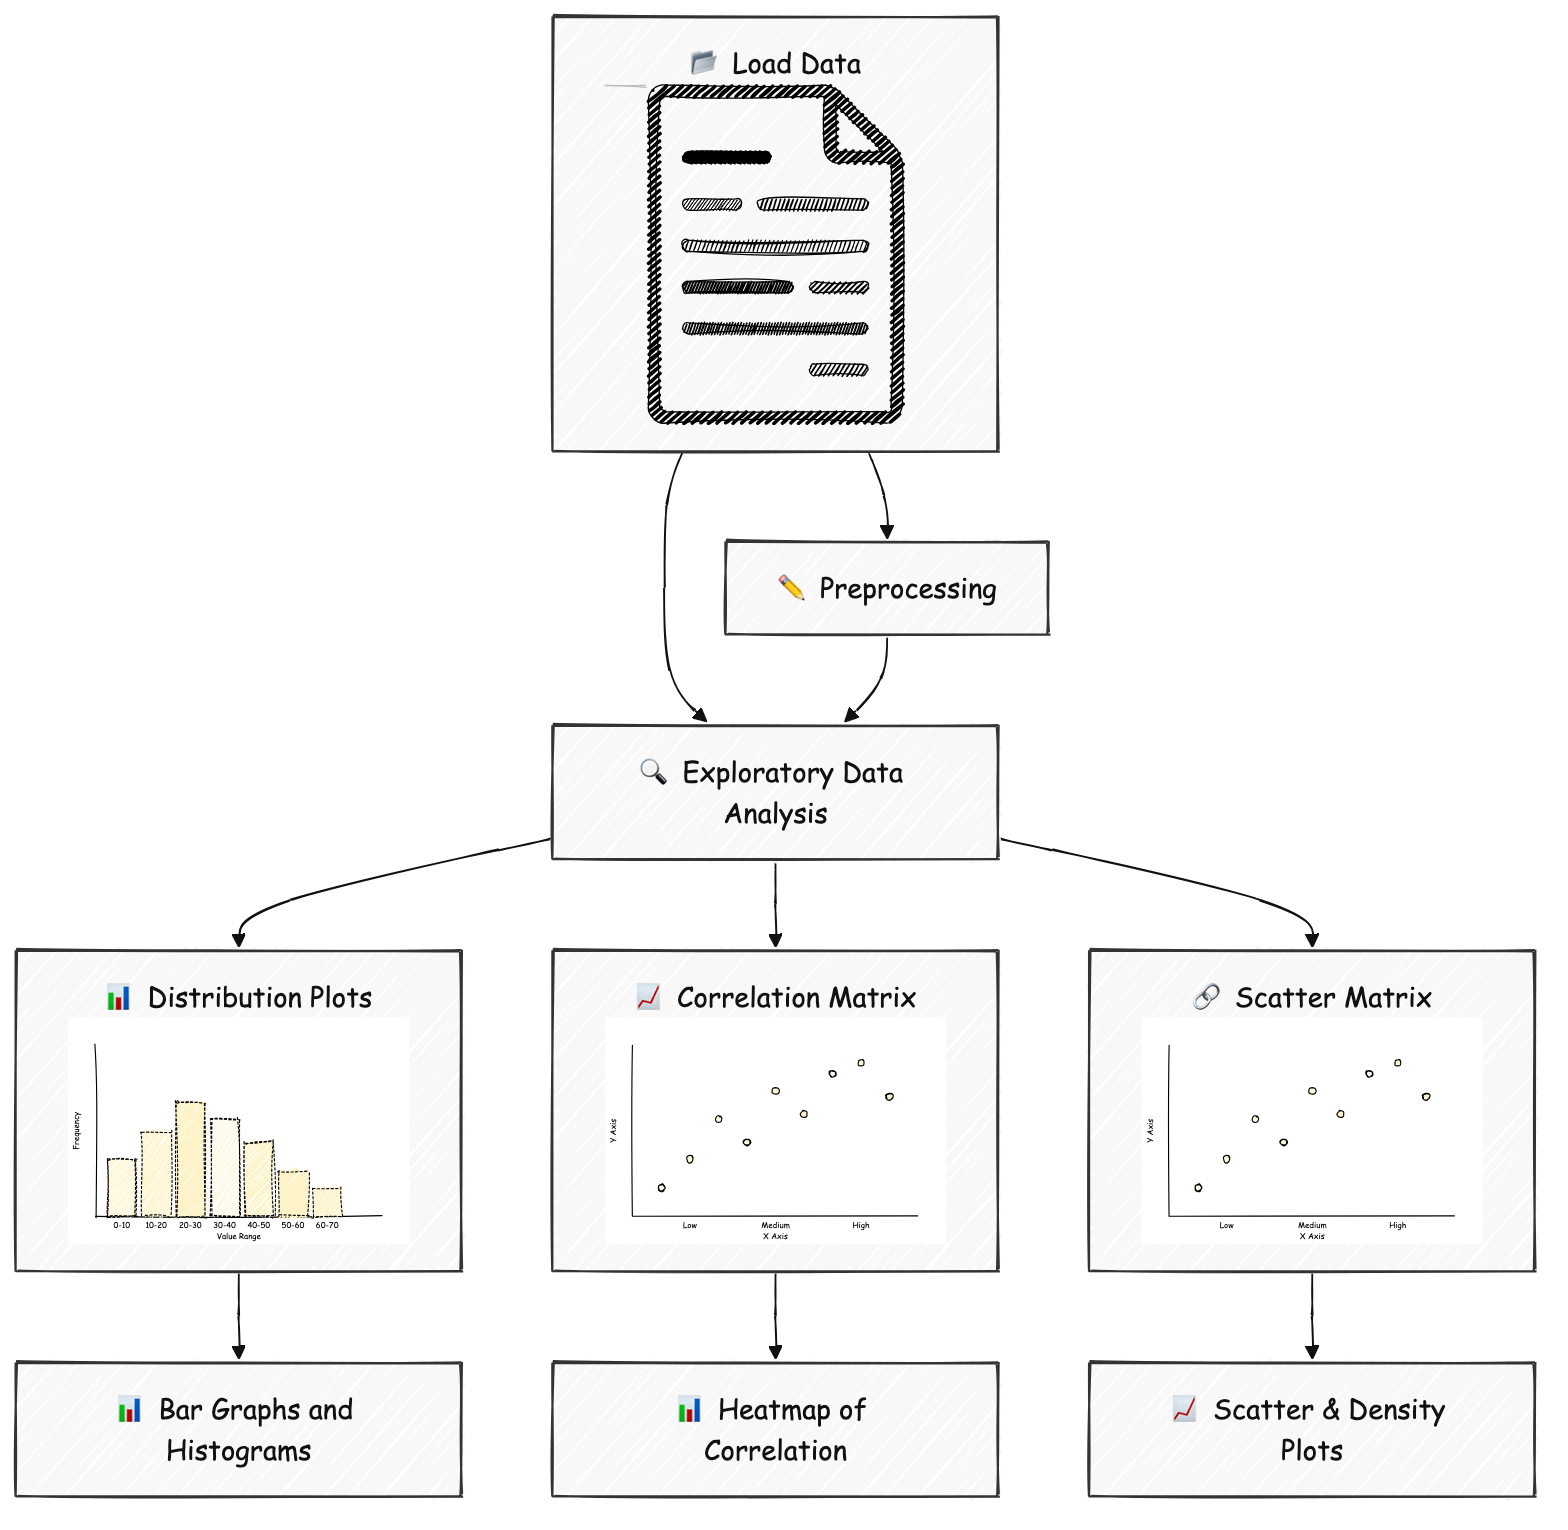 Load Data
Preprocessing
Exploratory Data
Analysis
Distribution Plots
Frequency
0-10 10-20 20-30 30-40 40-50 50-60 60-70
Value Range
Correlation Matrix
Y Axis
Low Medium High
X Axis
Scatter Matrix
Y Axis
Low Medium High
X Axis
Bar Graphs and
Histograms
Heatmap of
Correlation
Scatter & Density
Plots